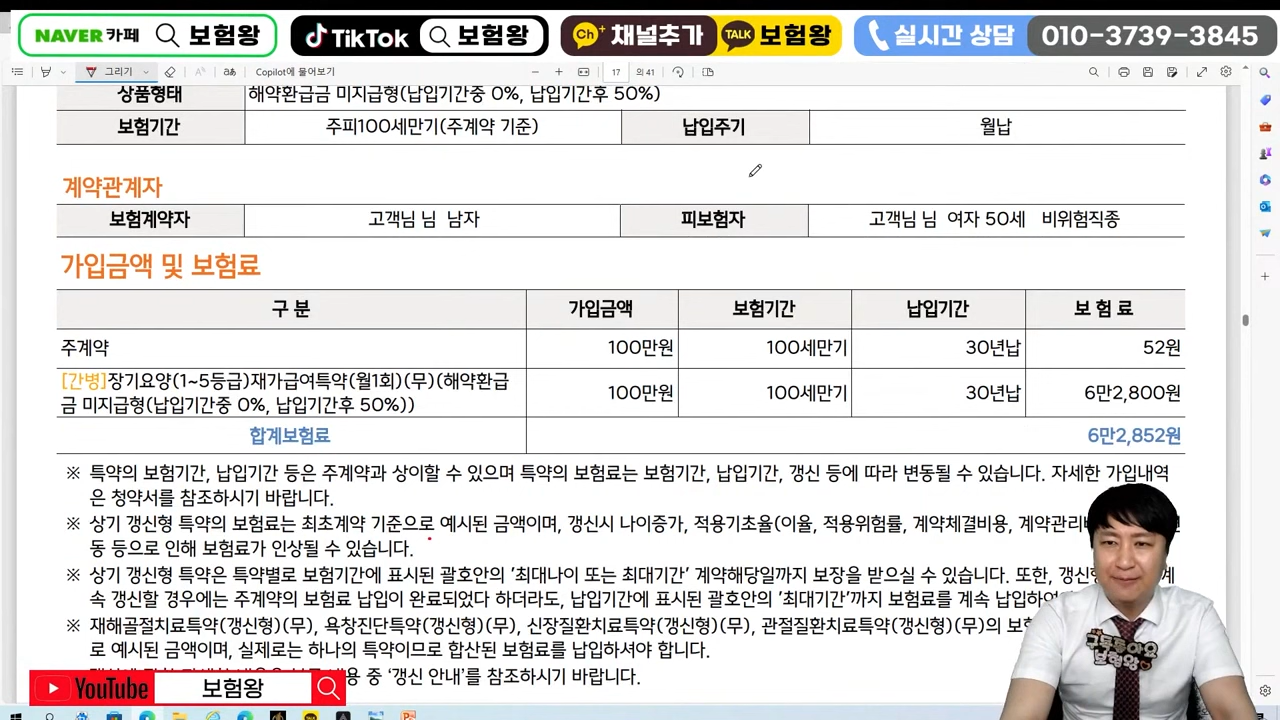 NAVER 카페 보험왕
TikTok 보험왕
Ch+ 채널추가 TALK 보험왕
실시간 상담 010-3739-3845
그리기
aあ
Copilot에 물어보기
17 의 41
상품형태 해약환급금 미지급형(납입기간중 0%, 납입기간후 50%)
보험기간 주피100세만기(주계약 기준) 납입주기 월납
계약관계자
보험계약자 고객님 님 남자 피보험자 고객님 님 여자 50세 비위험직종
가입금액 및 보험료
구 분 가입금액 보험기간 납입기간 보 험 료
주계약 100만원 100세만기 30년납 52원
[간병]장기요양(1~5등급)재가급여특약(월1회)(무)(해약환급
금 미지급형(납입기간중 0%, 납입기간후 50%)) 100만원 100세만기 30년납 6만2,800원
합계보험료 6만2,852원
※ 특약의 보험기간, 납입기간 등은 주계약과 상이할 수 있으며 특약의 보험료는 보험기간, 납입기간, 갱신 등에 따라 변동될 수 있습니다. 자세한 가입내역
은 청약서를 참조하시기 바랍니다.
※ 상기 갱신형 특약의 보험료는 최초계약 기준으로 예시된 금액이며, 갱신시 나이증가, 적용기초율(이율, 적용위험률, 계약체결비용, 계약관리
동 등으로 인해 보험료가 인상될 수 있습니다.
※ 상기 갱신형 특약은 특약별로 보험기간에 표시된 괄호안의 '최대나이 또는 최대기간' 계약해당일까지 보장을 받으실 수 있습니다. 또한, 갱신 계
속 갱신할 경우에는 주계약의 보험료 납입이 완료되었다 하더라도, 납입기간에 표시된 괄호안의 '최대기간'까지 보험료를 계속 납입하여
※ 재해골절치료특약(갱신형)(무), 욕창진단특약(갱신형)(무), 신장질환치료특약(갱신형)(무), 관절질환치료특약(갱신형)(무)의 보
로 예시된 금액이며, 실제로는 하나의 특약이므로 합산된 보험료를 납입하셔야 합니다.
용 중 '갱신 안내'를 참조하시기 바랍니다.
구독좋아요
보험왕
YouTube 보험왕